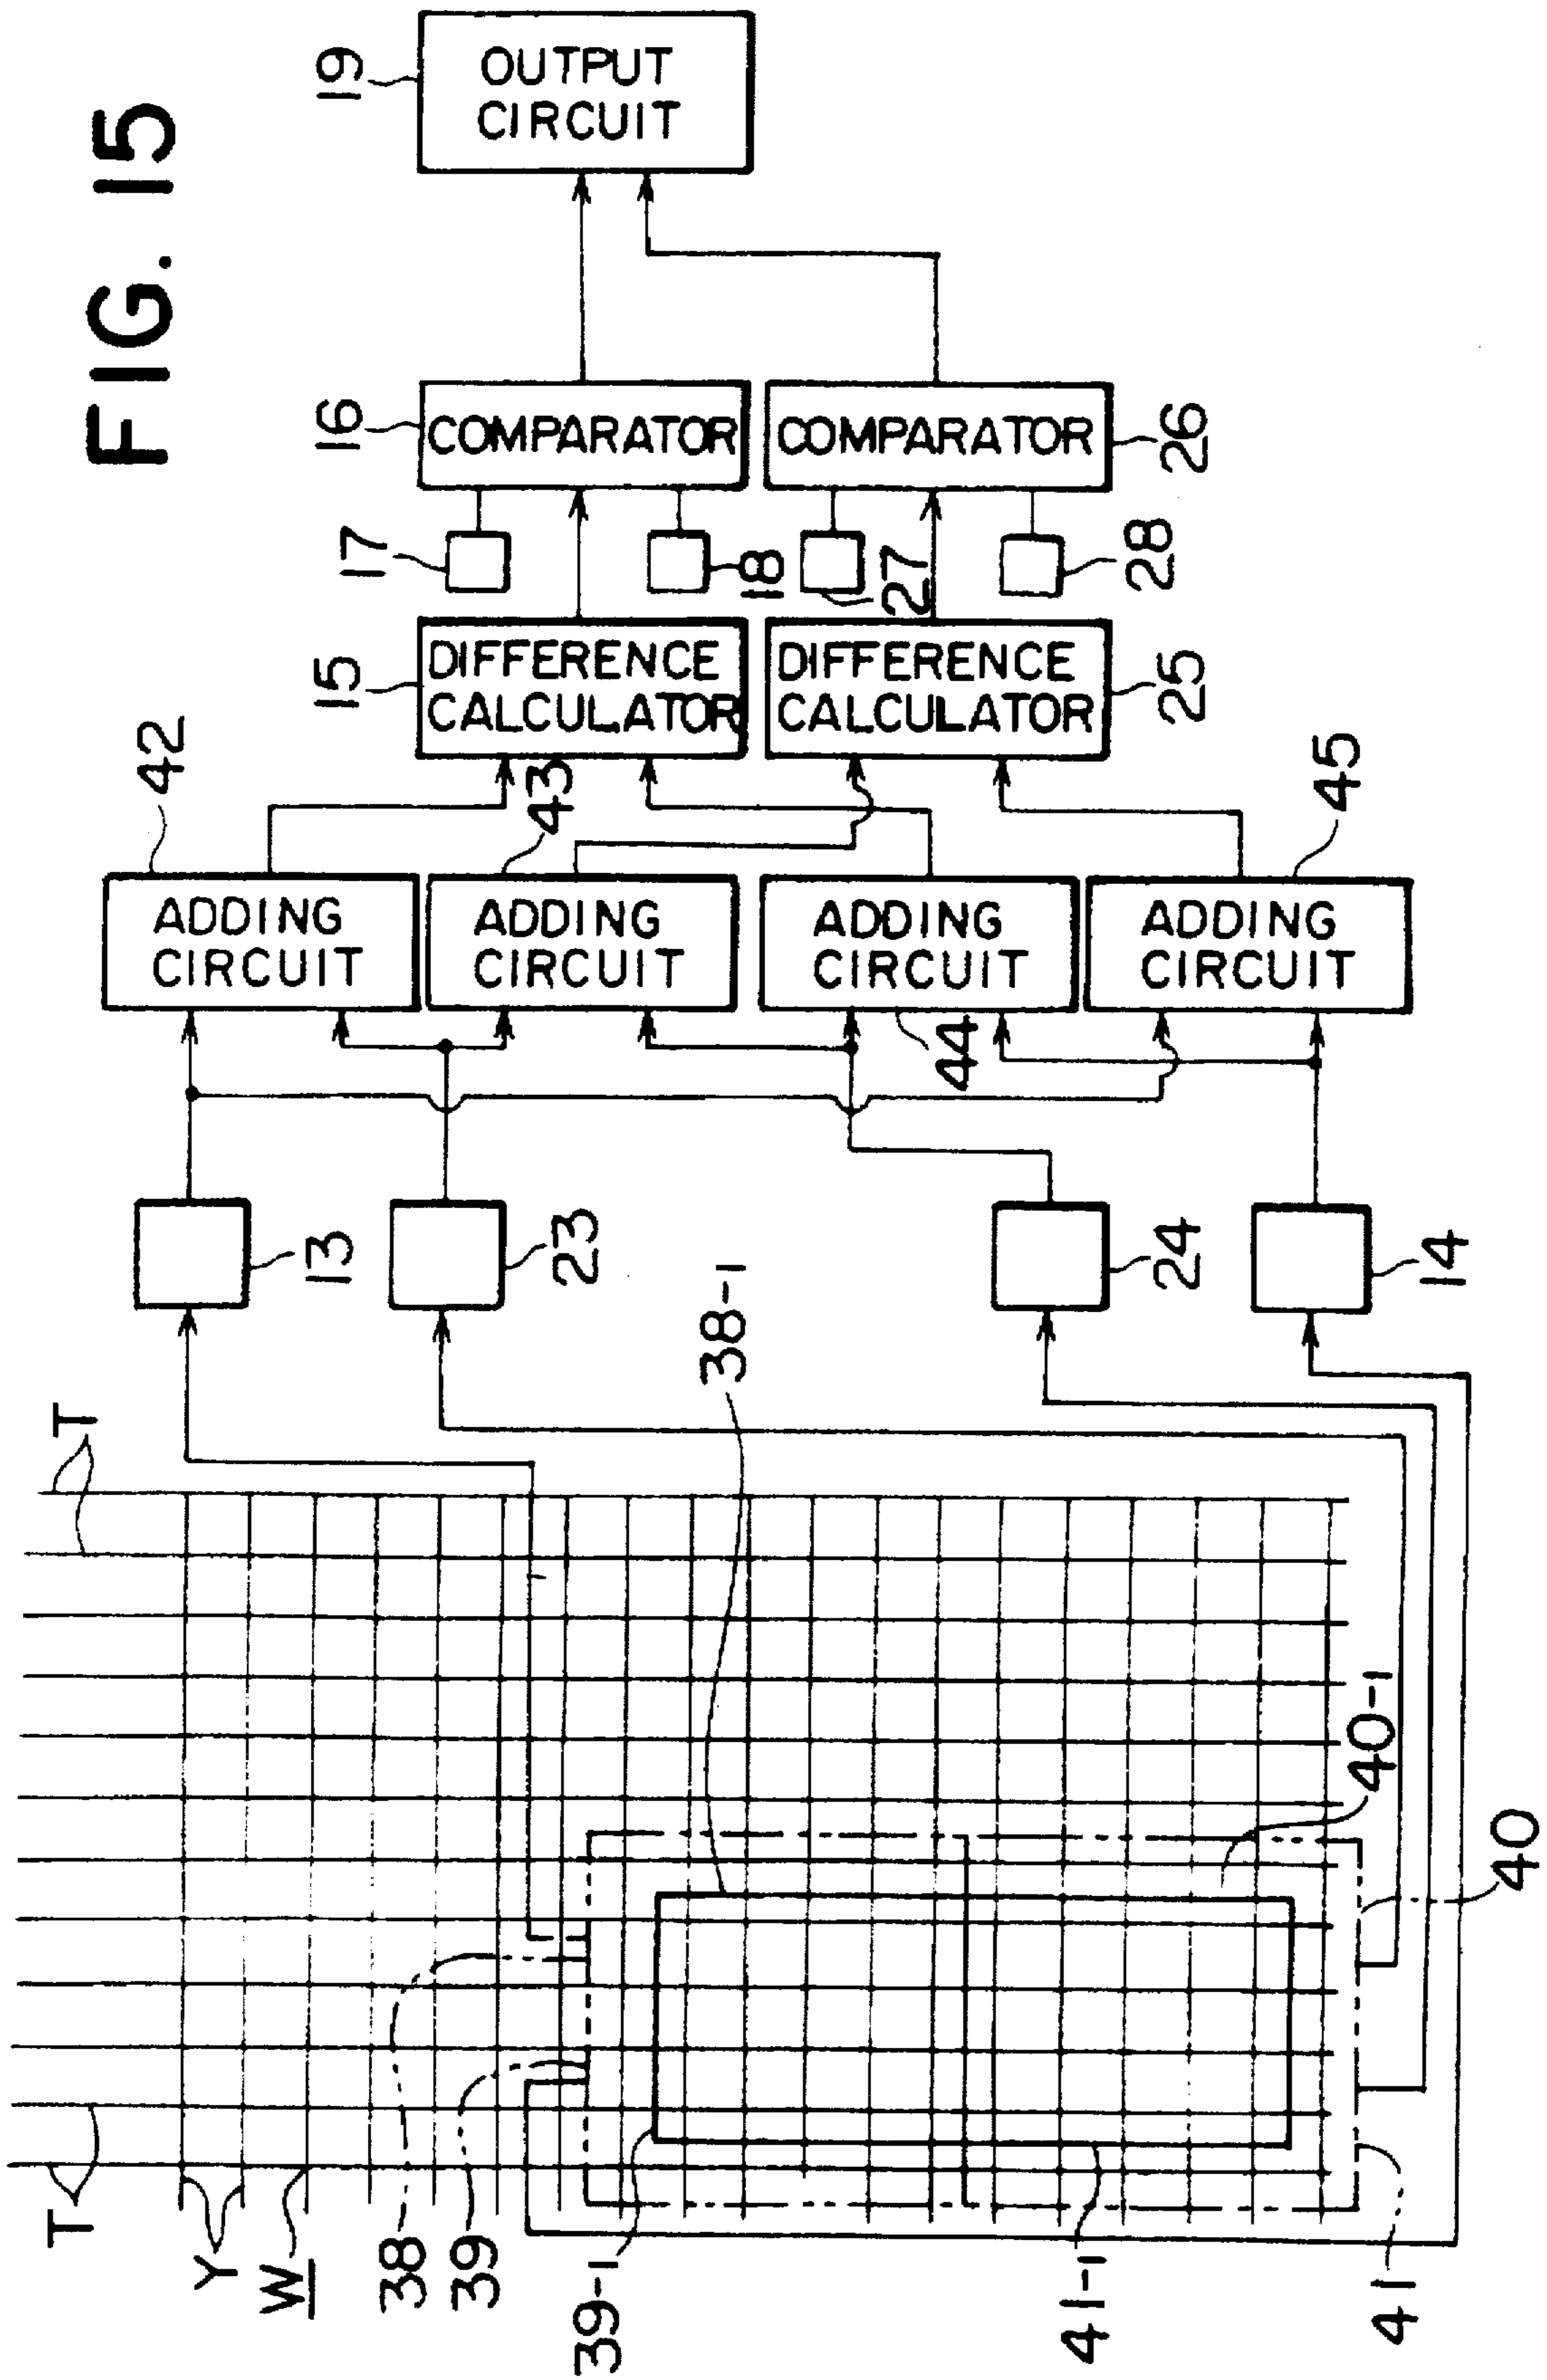 FIG. 15
19
OUTPUT
CIRCUIT
16
COMPARATOR
COMPARATOR
26
17
18
27
28
15
DIFFERENCE
CALCULATOR
DIFFERENCE
CALCULATOR
25
42
43
45
ADDING
CIRCUIT
ADDING
CIRCUIT
ADDING
CIRCUIT
ADDING
CIRCUIT
44
13
23
24
14
38-1
T
40-1
40
T
Y
W
38
39
39-1
41-1
41